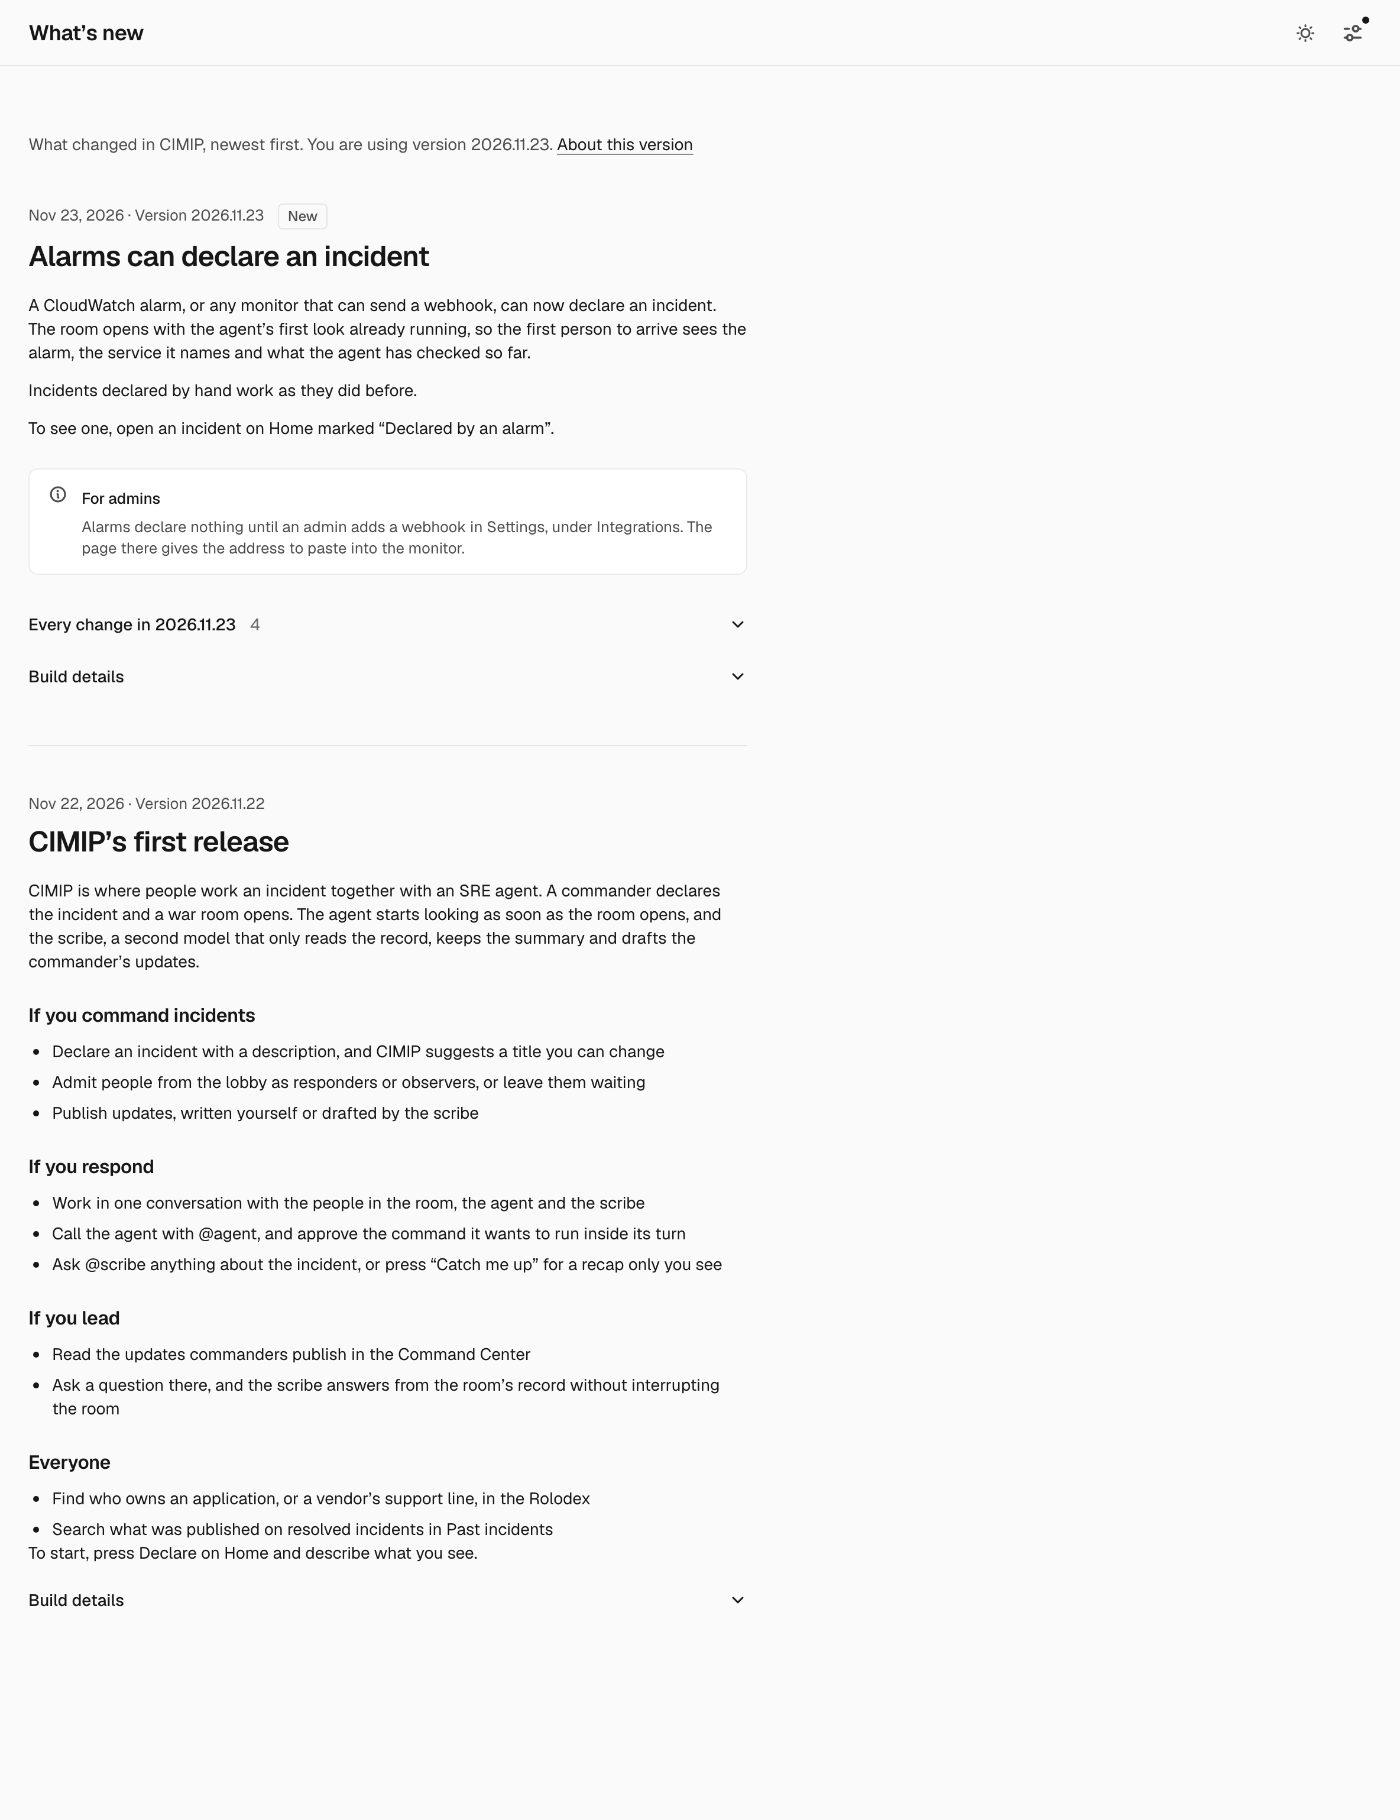 What’s new
What changed in CIMIP, newest first. You are using version 2026.11.23. About this version
Nov 23, 2026 · Version 2026.11.23 New
Alarms can declare an incident
A CloudWatch alarm, or any monitor that can send a webhook, can now declare an incident.
The room opens with the agent’s first look already running, so the first person to arrive sees the
alarm, the service it names and what the agent has checked so far.
Incidents declared by hand work as they did before.
To see one, open an incident on Home marked “Declared by an alarm”.
For admins
Alarms declare nothing until an admin adds a webhook in Settings, under Integrations. The
page there gives the address to paste into the monitor.
Every change in 2026.11.23 4
Build details
Nov 22, 2026 · Version 2026.11.22
CIMIP’s first release
CIMIP is where people work an incident together with an SRE agent. A commander declares
the incident and a war room opens. The agent starts looking as soon as the room opens, and
the scribe, a second model that only reads the record, keeps the summary and drafts the
commander’s updates.
If you command incidents
• Declare an incident with a description, and CIMIP suggests a title you can change
• Admit people from the lobby as responders or observers, or leave them waiting
• Publish updates, written yourself or drafted by the scribe
If you respond
• Work in one conversation with the people in the room, the agent and the scribe
• Call the agent with @agent, and approve the command it wants to run inside its turn
• Ask @scribe anything about the incident, or press “Catch me up” for a recap only you see
If you lead
• Read the updates commanders publish in the Command Center
• Ask a question there, and the scribe answers from the room’s record without interrupting
the room
Everyone
• Find who owns an application, or a vendor’s support line, in the Rolodex
• Search what was published on resolved incidents in Past incidents
To start, press Declare on Home and describe what you see.
Build details